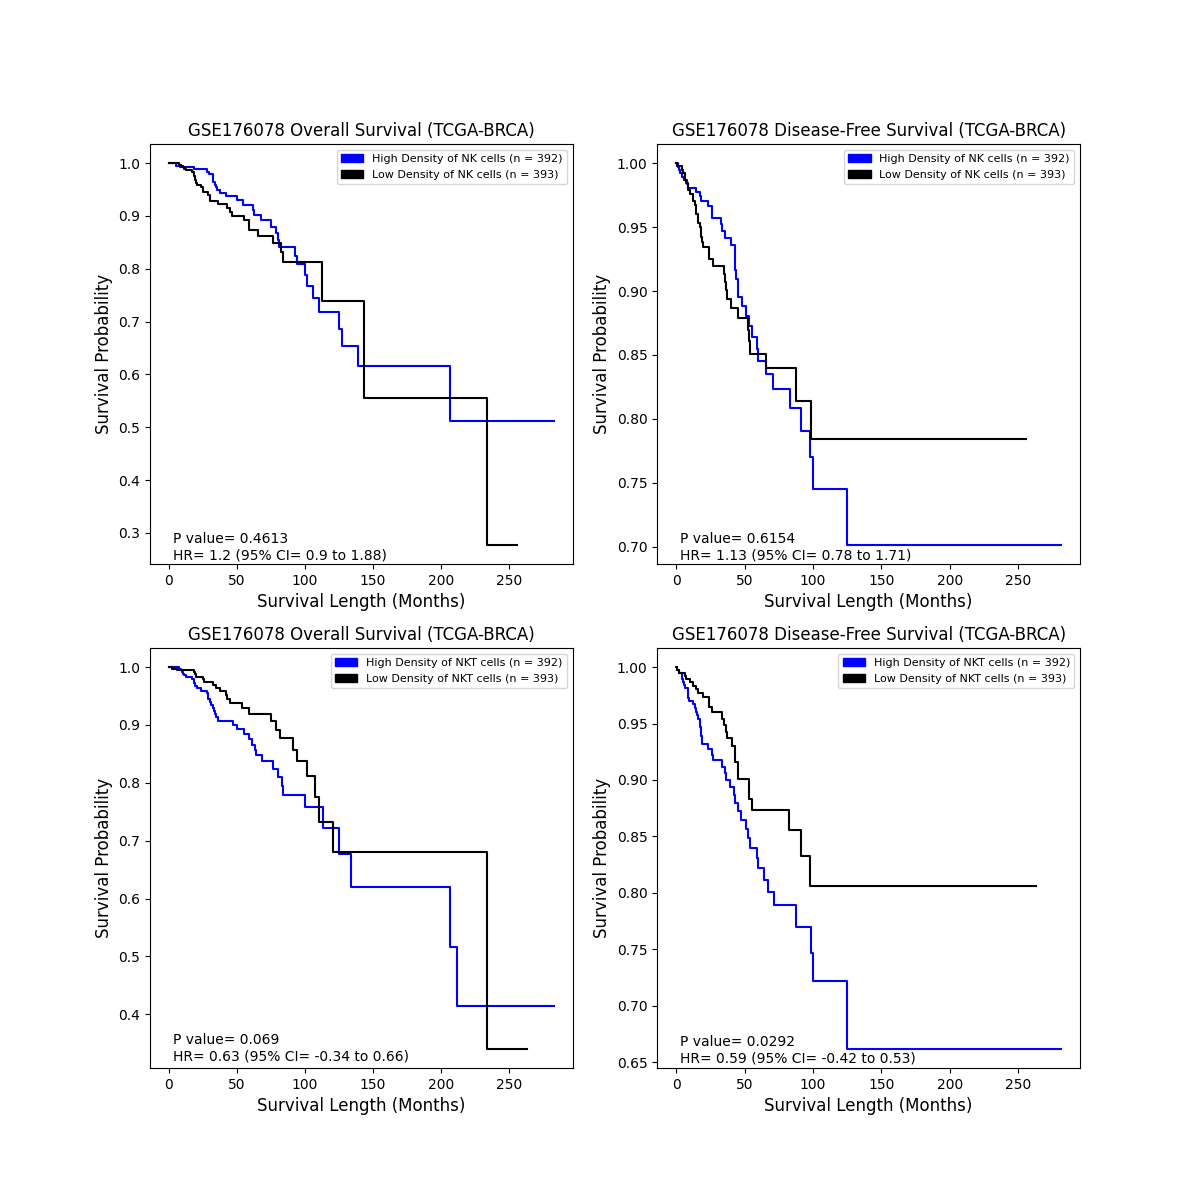 GSE176078 Overall Survival (TCGA-BRCA)
High Density of NK cells (n = 392)
Low Density of NK cells (n = 393)
1.0
0.9
0.8
0.7
0.6
0.5
0.4
0.3
Survival Probability
P value= 0.4613
HR= 1.2 (95% CI= 0.9 to 1.88)
0 50 100 150 200 250
Survival Length (Months)
GSE176078 Disease-Free Survival (TCGA-BRCA)
High Density of NK cells (n = 392)
Low Density of NK cells (n = 393)
1.00
0.95
0.90
0.85
0.80
0.75
0.70
Survival Probability
P value= 0.6154
HR= 1.13 (95% CI= 0.78 to 1.71)
0 50 100 150 200 250
Survival Length (Months)
GSE176078 Overall Survival (TCGA-BRCA)
High Density of NKT cells (n = 392)
Low Density of NKT cells (n = 393)
1.0
0.9
0.8
0.7
0.6
0.5
0.4
Survival Probability
P value= 0.069
HR= 0.63 (95% CI= -0.34 to 0.66)
0 50 100 150 200 250
Survival Length (Months)
GSE176078 Disease-Free Survival (TCGA-BRCA)
High Density of NKT cells (n = 392)
Low Density of NKT cells (n = 393)
1.00
0.95
0.90
0.85
0.80
0.75
0.70
0.65
Survival Probability
P value= 0.0292
HR= 0.59 (95% CI= -0.42 to 0.53)
0 50 100 150 200 250
Survival Length (Months)